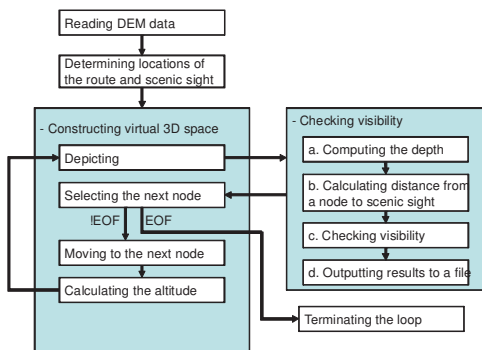 Reading DEM data
Determining locations of
the route and scenic sight
- Constructing virtual 3D space
Depicting
Selecting the next node
!EOF
EOF
Moving to the next node
Calculating the altitude
- Checking visibility
a. Computing the depth
b. Calculating distance from
a node to scenic sight
c. Checking visibility
d. Outputting results to a file
Terminating the loop